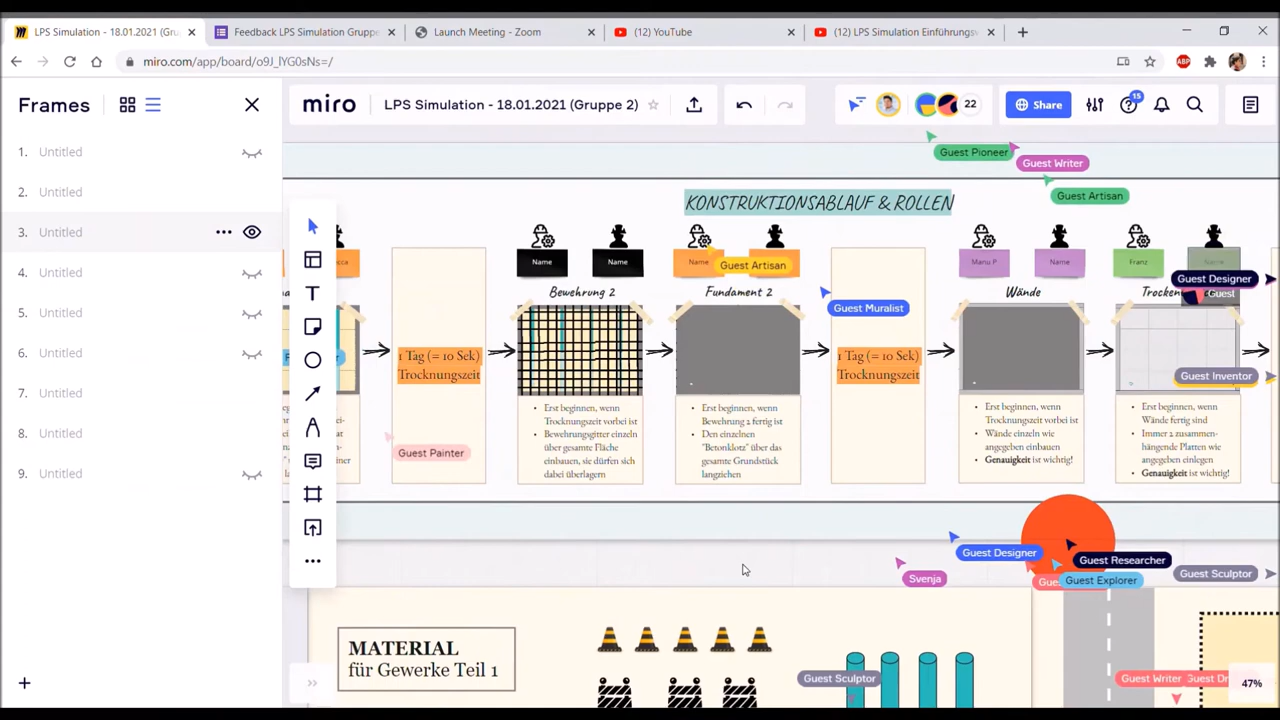 LPS Simulation - 18.01.2021 (Gru
Feedback LPS Simulation Gruppe
Launch Meeting - Zoom
(12) YouTube
(12) LPS Simulation Einführungsv
miro.com/app/board/o9J_lYG0sNs=/
ABP
Frames
miro
LPS Simulation - 18.01.2021 (Gruppe 2)
22
Share
15
1. Untitled
2. Untitled
3. Untitled
4. Untitled
5. Untitled
6. Untitled
7. Untitled
8. Untitled
9. Untitled
Guest Pioneer
Guest Writer
Guest Artisan
KONSTRUKTIONSABLAUF & ROLLEN
Name
Name
Name
Guest Artisan
Manu P
Name
Franz
Name
Guest Designer
Guest
Bewehrung 2
Fundament 2
Guest Muralist
Wände
Trocken
1 Tag (= 10 Sek)
Trocknungszeit
1 Tag (= 10 Sek)
Trocknungszeit
Guest Inventor
• Erst beginnen, wenn
Trocknungszeit vorbei ist
• Bewehrungsgitter einzeln
über gesamte Fläche
einbauen, sie dürfen sich
dabei überlagern
• Erst beginnen, wenn
Bewehrung 2 fertig ist
• Den einzelnen
"Betonklotz" über das
gesamte Grundstück
langziehen
• Erst beginnen, wenn
Trocknungszeit vorbei ist
• Wände einzeln wie
angegeben einbauen
• Genauigkeit ist wichtig!
• Erst beginnen, wenn
Wände fertig sind
• Immer 2 zusammen-
hängende Platten wie
angegeben einlegen
• Genauigkeit ist wichtig!
Guest Painter
Guest Designer
Guest Researcher
Svenja
Guest Explorer
Guest Sculptor
MATERIAL
für Gewerke Teil 1
Guest Sculptor
Guest Writer
47%